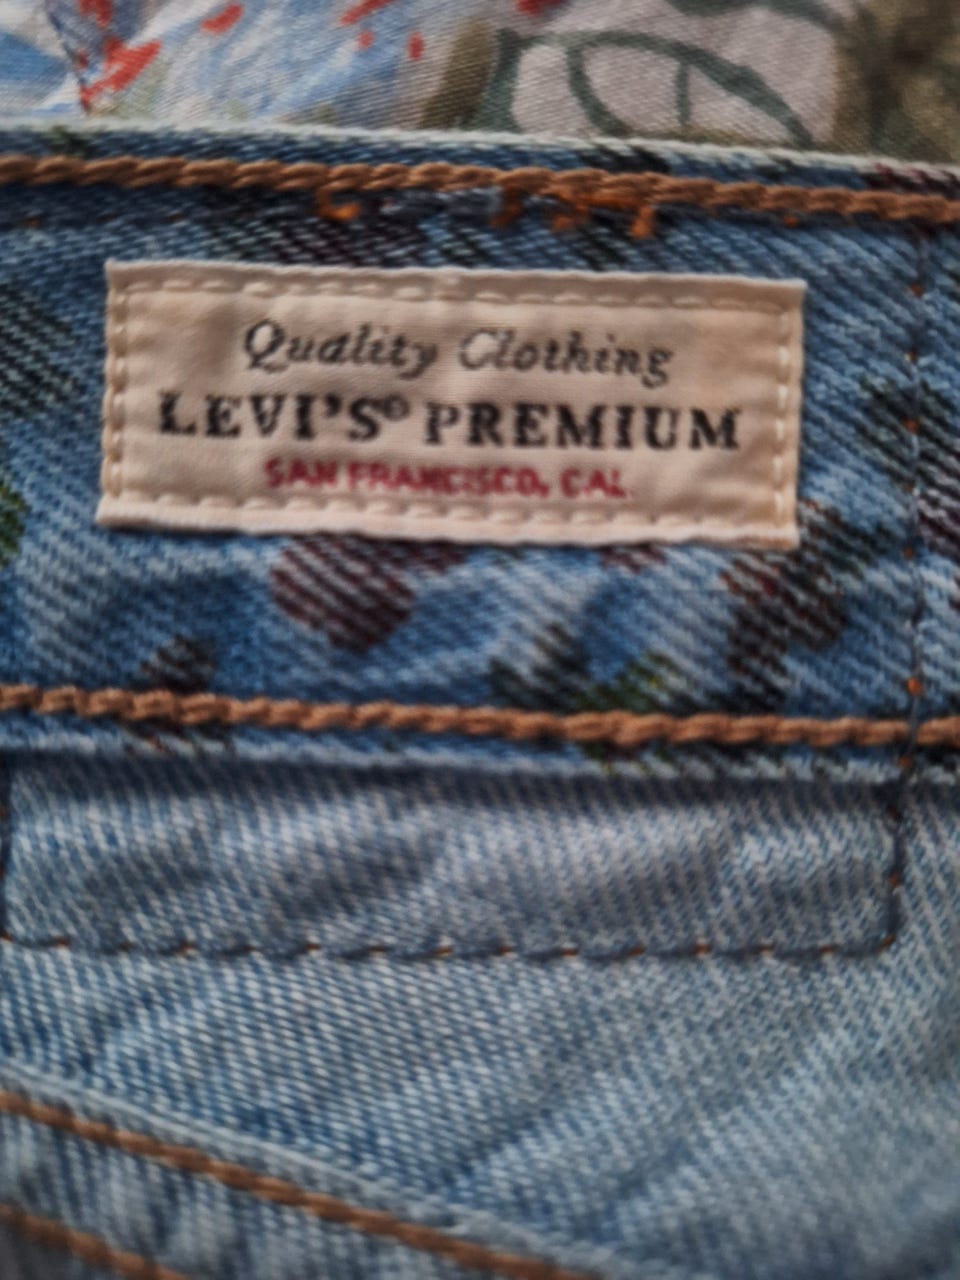 Quality Clothing
LEVI'S® PREMIUM
SAN FRANCISCO, CAL.